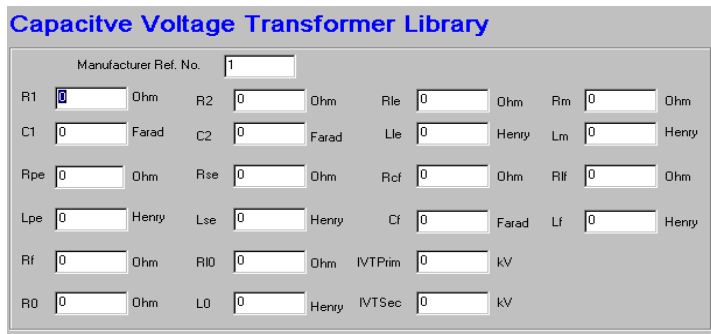 Capacitve Voltage Transformer Library
Manufacturer Ref. No. 1
R1 0 Ohm R2 0 Ohm Rle 0 Ohm Rm 0 Ohm
C1 0 Farad C2 0 Farad Lle 0 Henry Lm 0 Henry
Rpe 0 Ohm Rse 0 Ohm Rcf 0 Ohm Rlf 0 Ohm
Lpe 0 Henry Lse 0 Henry Cf 0 Farad Lf 0 Henry
Rf 0 Ohm Rl0 0 Ohm IVTPrim 0 kV
R0 0 Ohm L0 0 Henry IVTSec 0 kV